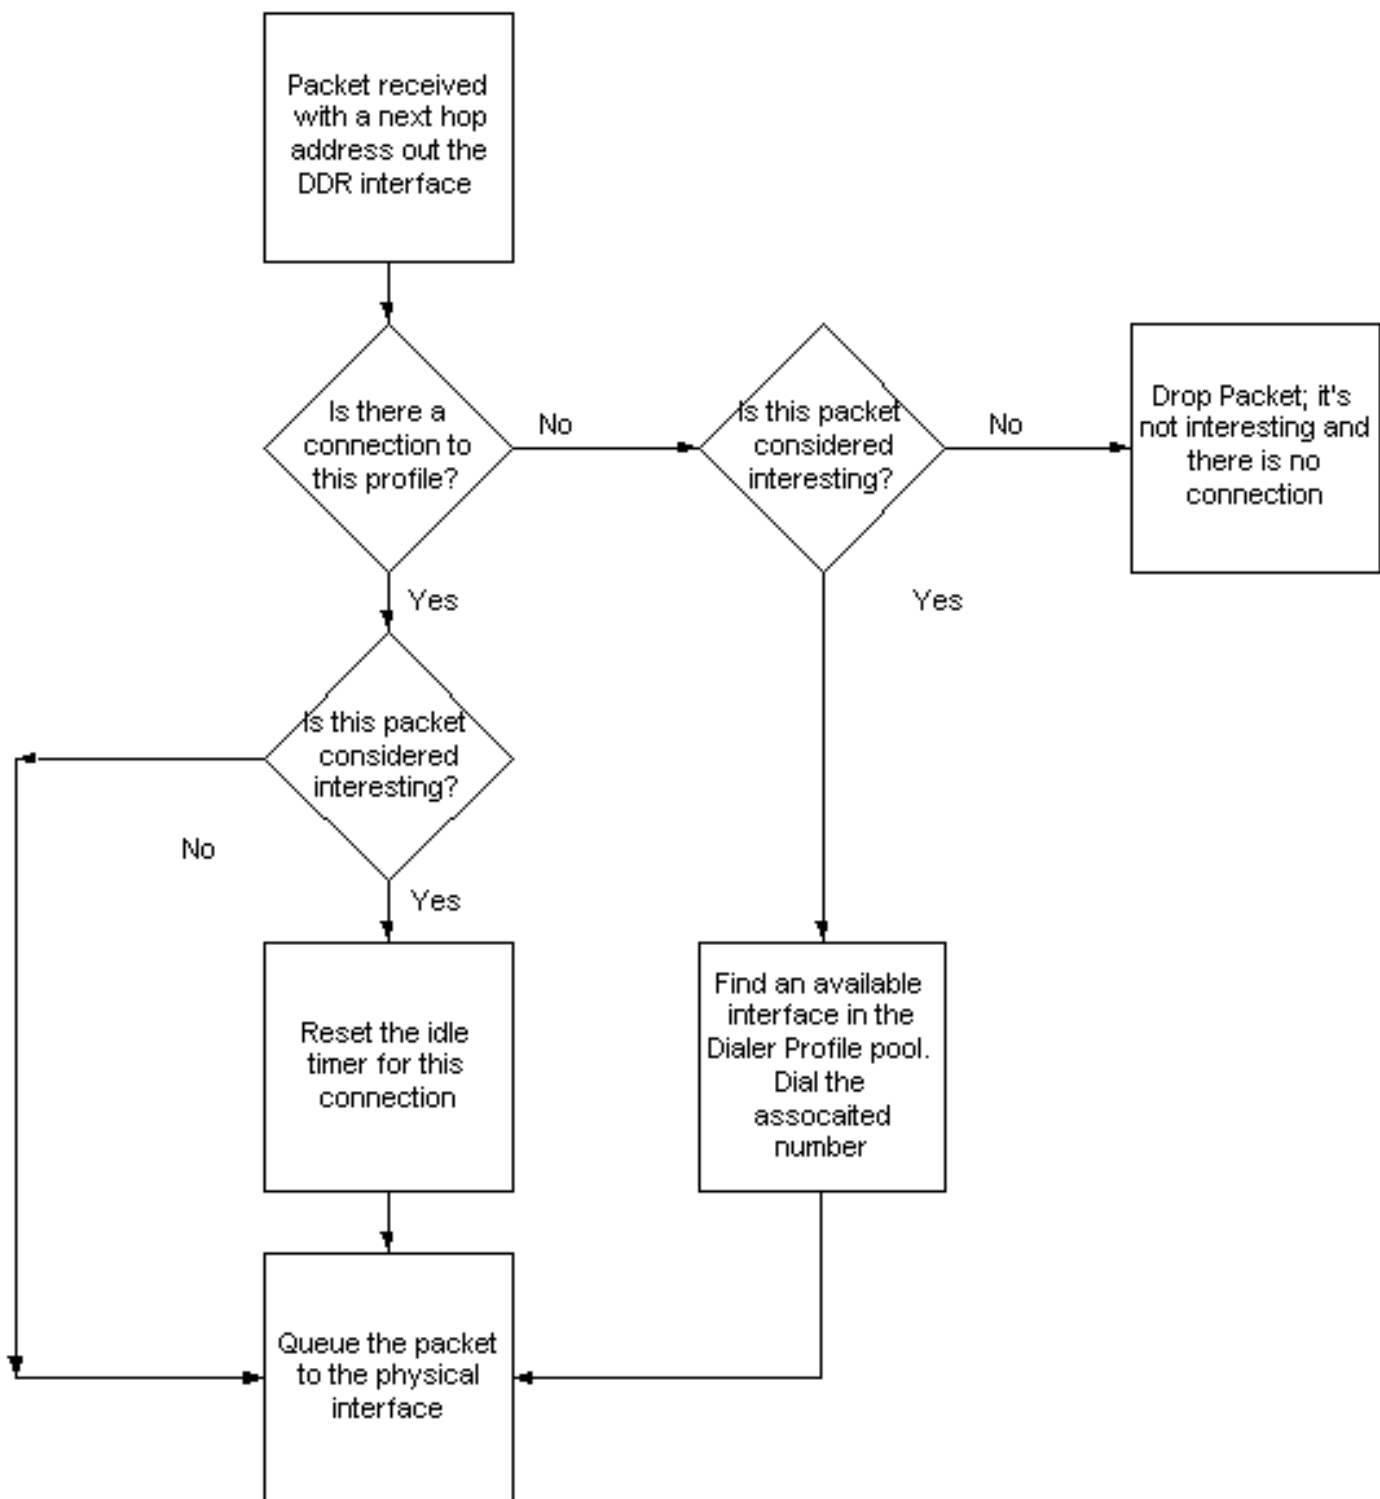 Packet received
with a next hop
address out the
DDR interface
Is there a
connection to
this profile?
No
Is this packet
considered
interesting?
No
Drop Packet; it's
not interesting and
there is no
connection
Yes
Yes
Is this packet
considered
interesting?
No
Yes
Reset the idle
timer for this
connection
Find an available
interface in the
Dialer Profile pool.
Dial the
assocaited
number
Queue the packet
to the physical
interface